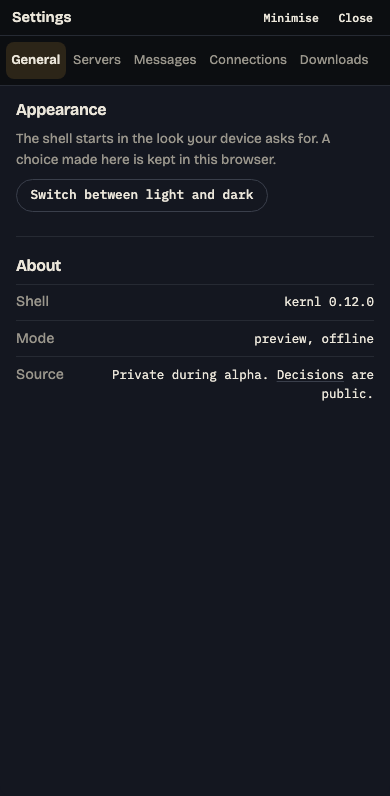 Settings
Minimise
Close
General
Servers
Messages
Connections
Downloads
Appearance
The shell starts in the look your device asks for. A
choice made here is kept in this browser.
Switch between light and dark
About
Shell
kernl 0.12.0
Mode
preview, offline
Source
Private during alpha. Decisions are
public.